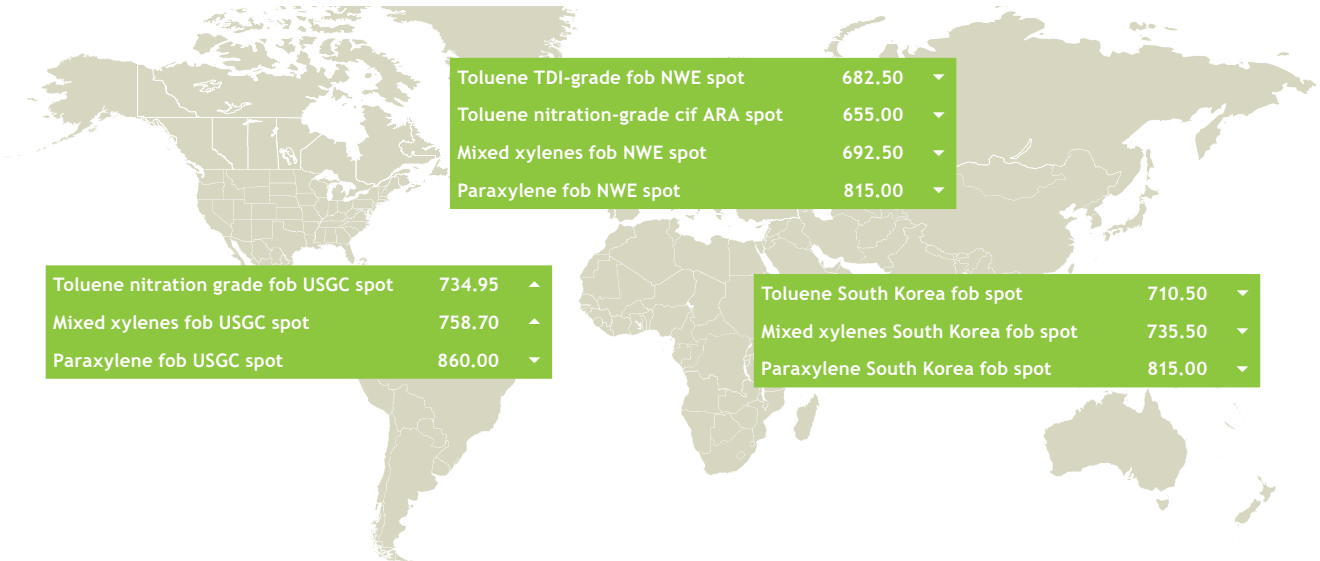 Toluene TDI-grade fob NWE spot 682.50
Toluene nitration-grade cif ARA spot 655.00
Mixed xylenes fob NWE spot 692.50
Paraxylene fob NWE spot 815.00
Toluene nitration grade fob USGC spot 734.95
Mixed xylenes fob USGC spot 758.70
Paraxylene fob USGC spot 860.00
Toluene South Korea fob spot 710.50
Mixed xylenes South Korea fob spot 735.50
Paraxylene South Korea fob spot 815.00